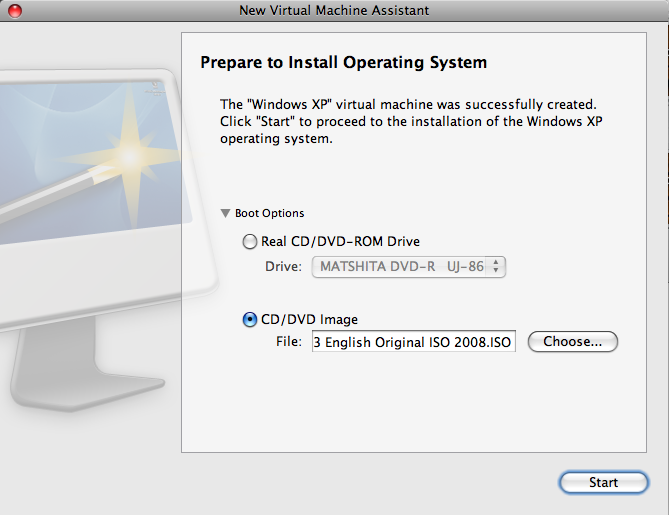 New Virtual Machine Assistant
Prepare to Install Operating System
The "Windows XP" virtual machine was successfully created.
Click "Start" to proceed to the installation of the Windows XP
operating system.
Boot Options
Real CD/DVD-ROM Drive
Drive: MATSHITA DVD-R UJ-86
CD/DVD Image
File: 3 English Original ISO 2008.ISO Choose...
Start